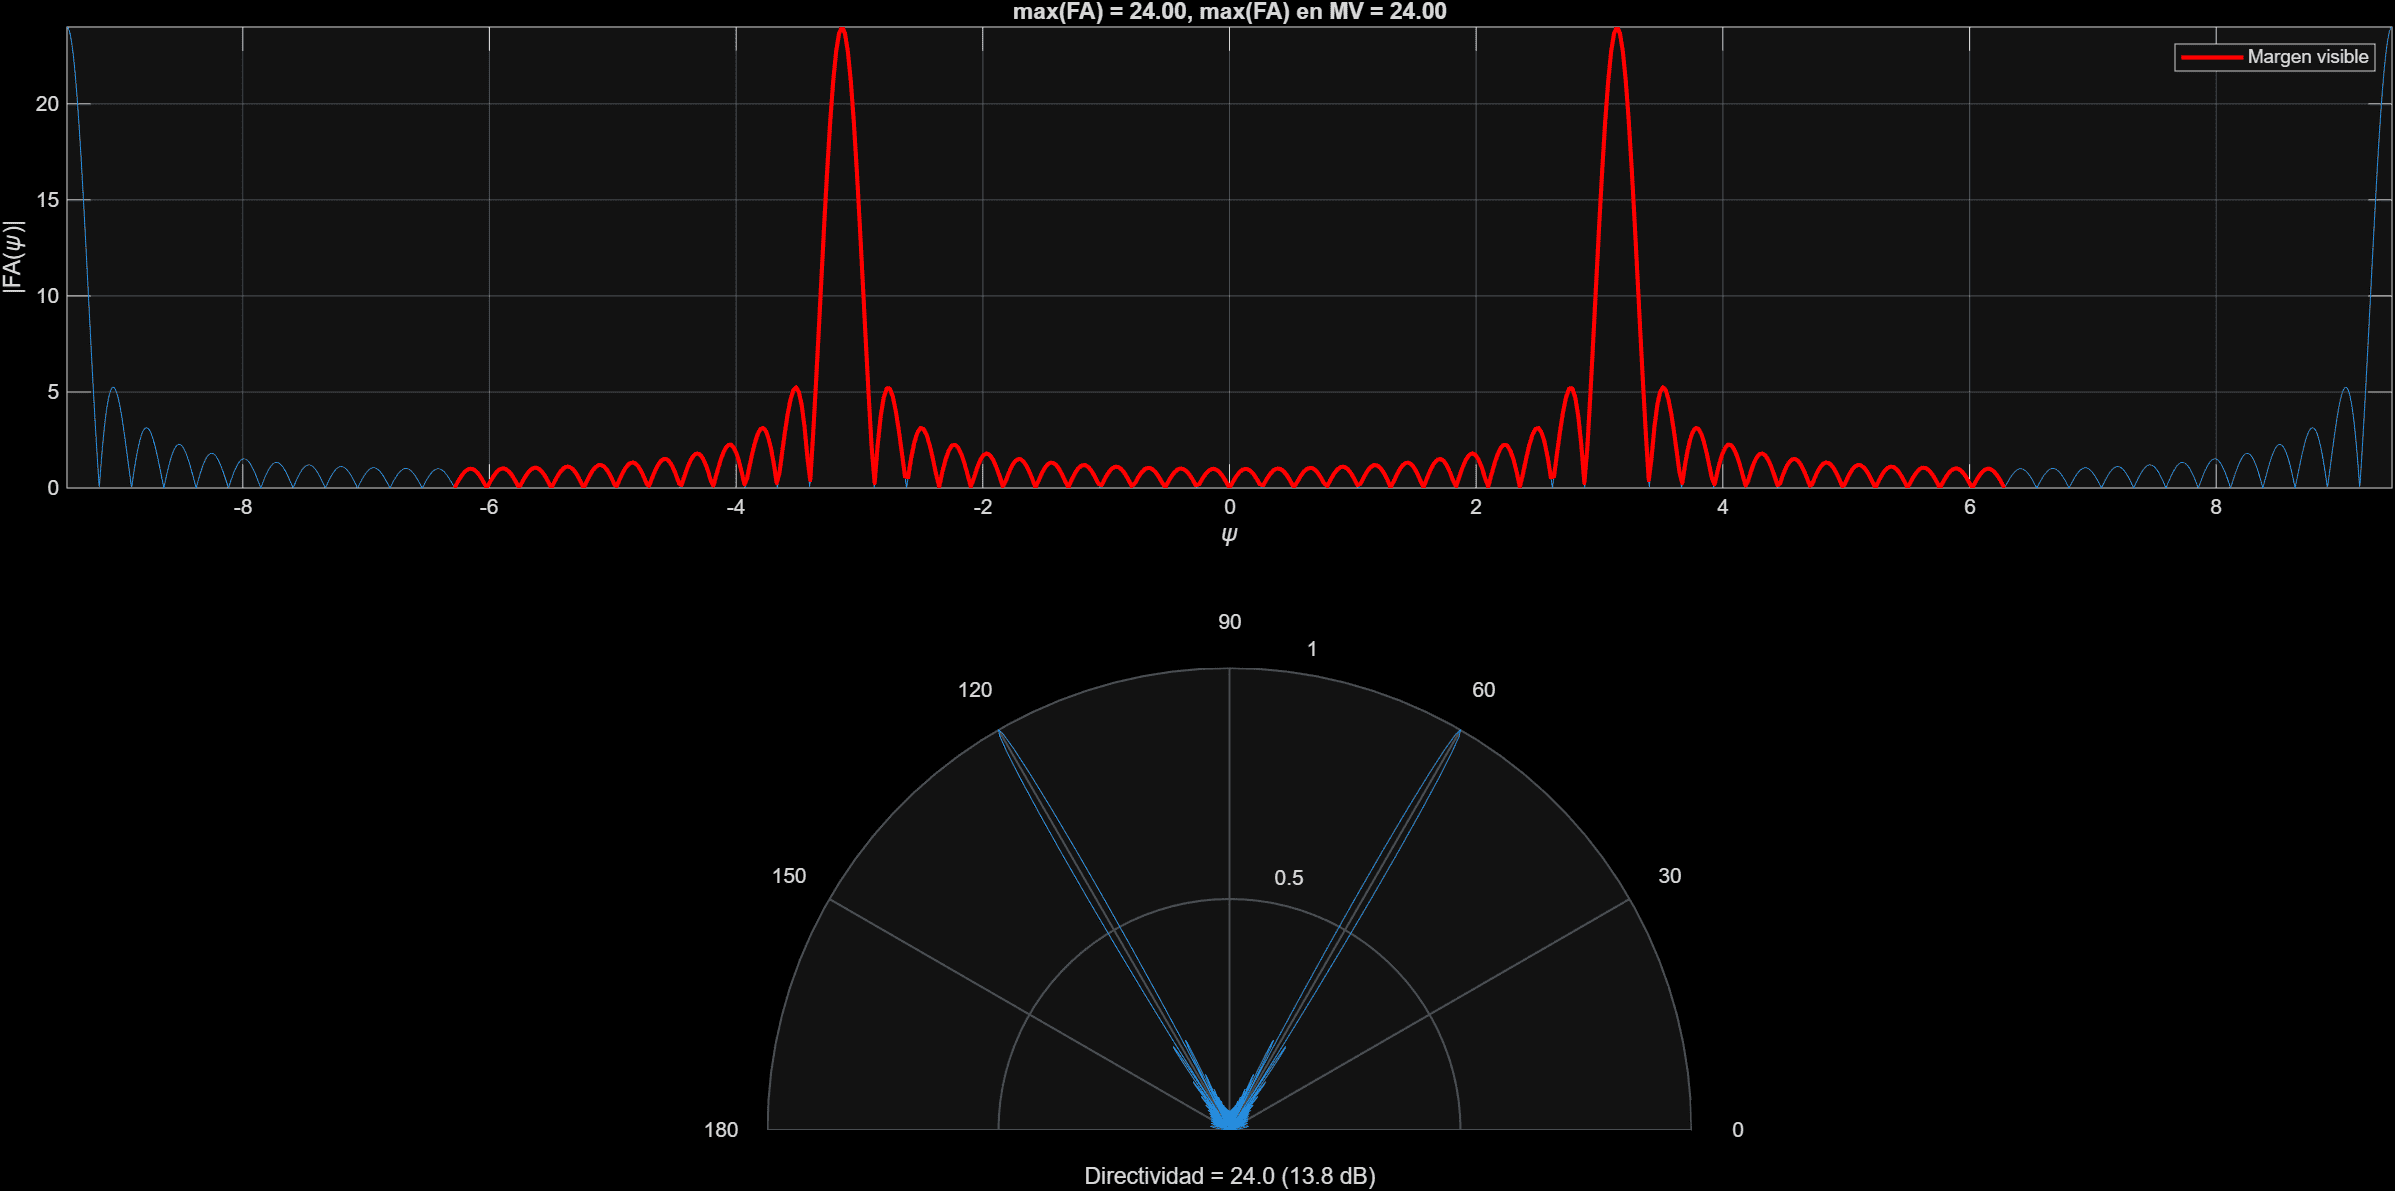 max(FA) = 24.00, max(FA) en MV = 24.00
Margen visible
|FA(ψ)|
20
15
10
5
0
-8 -6 -4 -2 0 2 4 6 8
ψ
90
1
120 60
150 0.5 30
180 0
Directividad = 24.0 (13.8 dB)